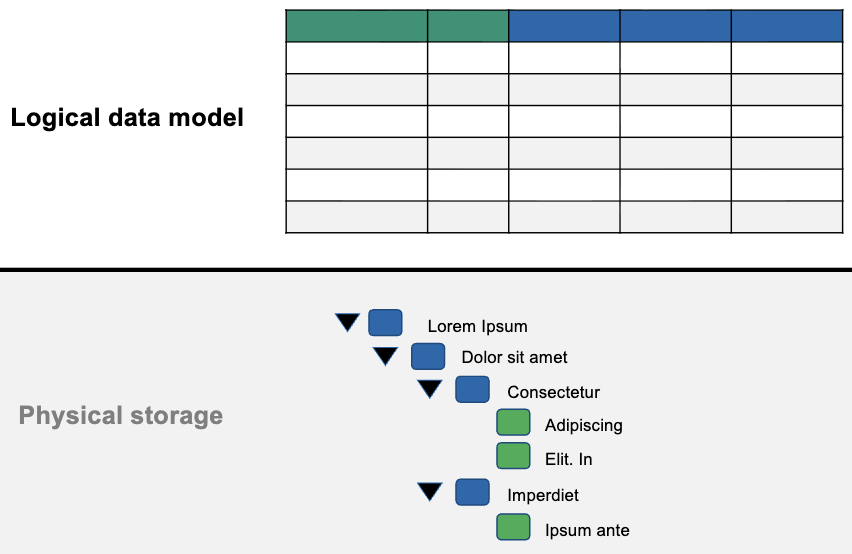 Logical data model
Lorem Ipsum
Dolor sit amet
Consectetur
Adipiscing
Physical storage
Elit. In
Imperdiet
Ipsum ante